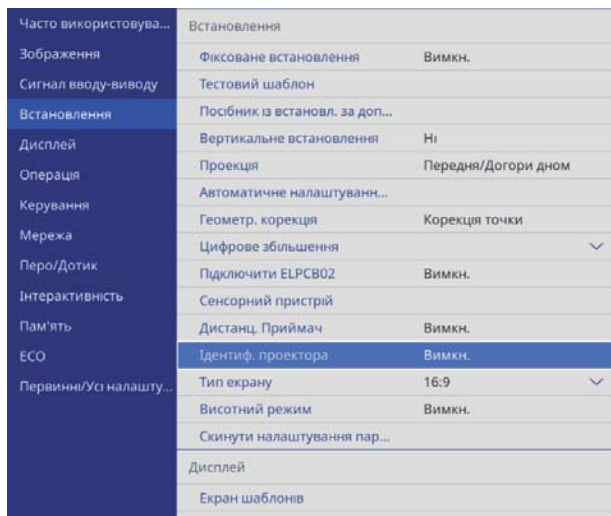 Часто використовува...
Зображення
Сигнал вводу-виводу
Встановлення
Дисплей
Операція
Керування
Мережа
Перо/Дотик
Інтерактивність
Пам'ять
ECO
Первинні/Усі налашту...
Встановлення
Фіксоване встановлення Вимкн.
Тестовий шаблон
Посібник із встановл. за доп...
Вертикальне встановлення Ні
Проекція Передня/Догори дном
Автоматичне налаштуванн...
Геометр. корекція Корекція точки
Цифрове збільшення
Підключити ELPCB02 Вимкн.
Сенсорний пристрій
Дистанц. Приймач Вимкн.
Ідентиф. проектора Вимкн.
Тип екрану 16:9
Висотний режим Вимкн.
Скинути налаштування пар...
Дисплей
Екран шаблонів